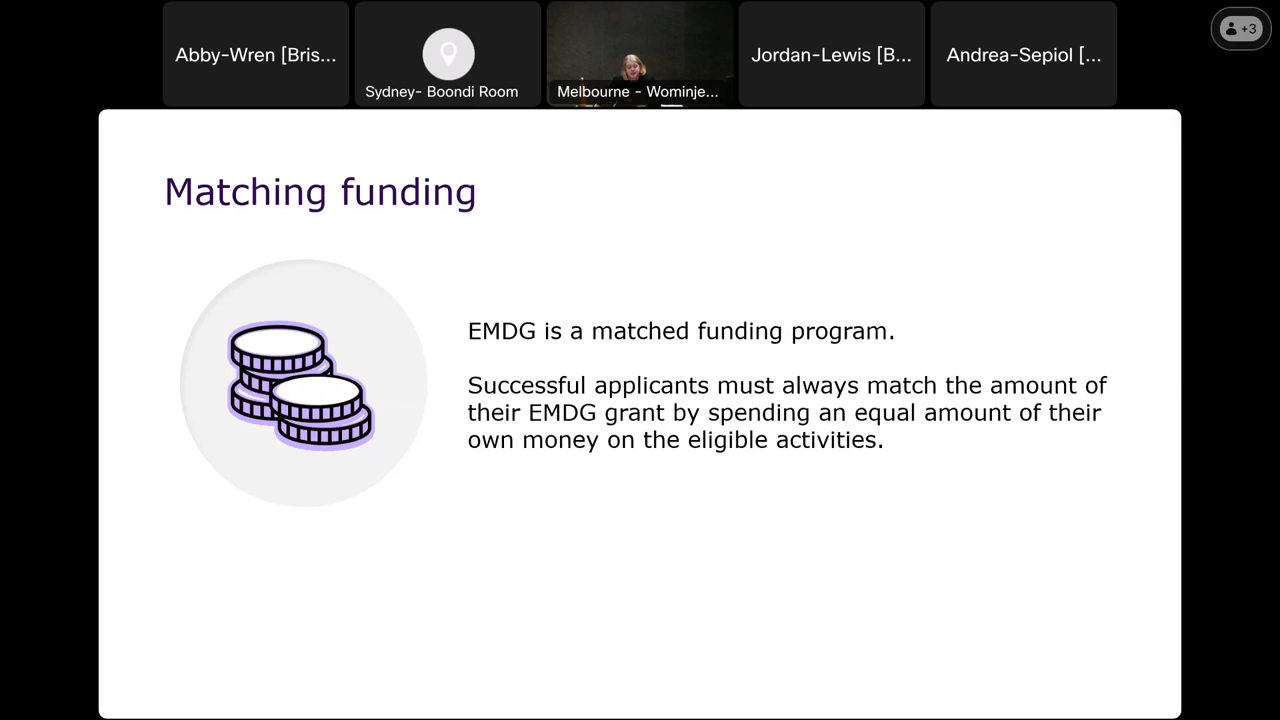 Abby-Wren [Bris...
Sydney- Boondi Room
Melbourne - Wominje...
Jordan-Lewis [B...
Andrea-Sepiol [...
+3
Matching funding
EMDG is a matched funding program.
Successful applicants must always match the amount of
their EMDG grant by spending an equal amount of their
own money on the eligible activities.